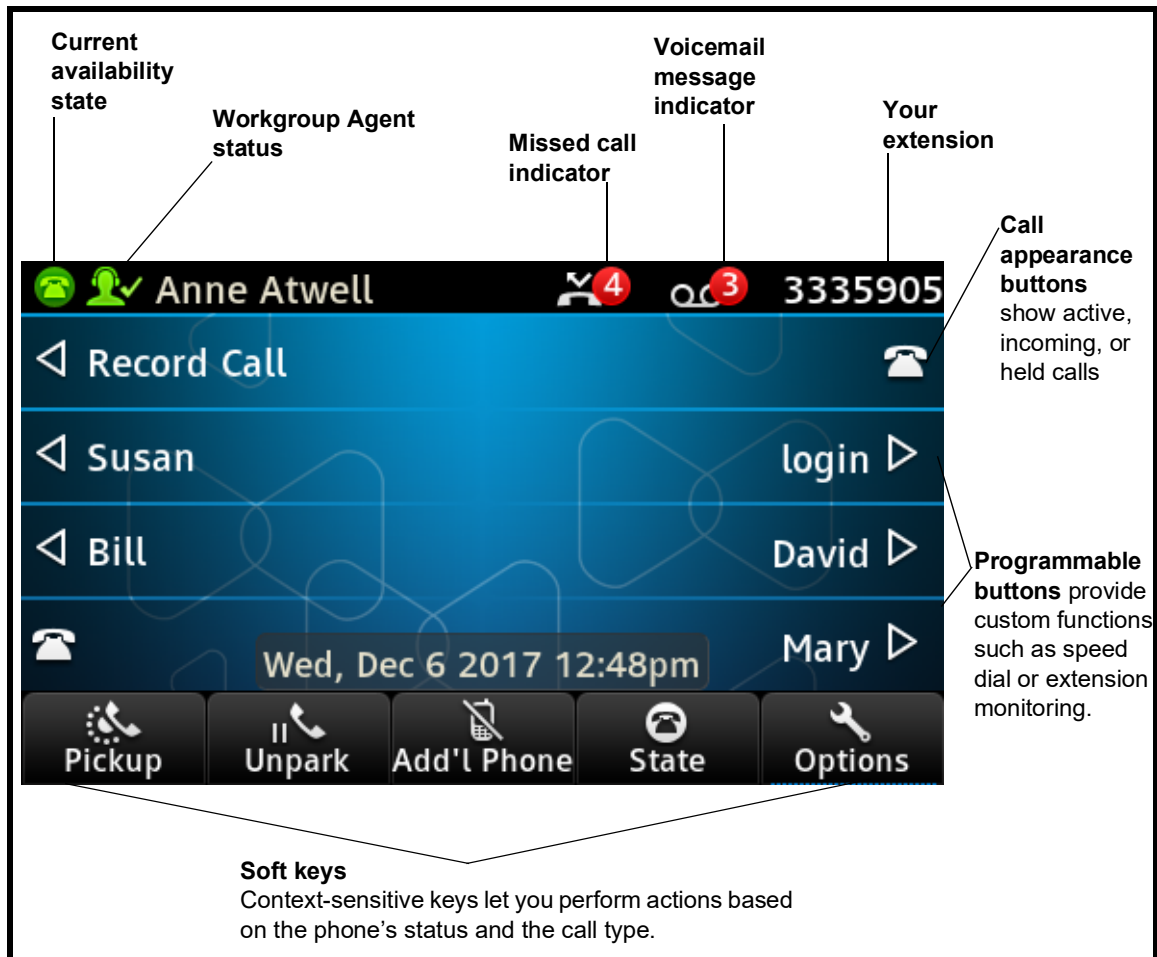 Current
availability
state
Workgroup Agent
status
Missed call
indicator
Voicemail
message
indicator
Your
extension
Call
appearance
buttons
show active,
incoming, or
held calls
Anne Atwell
4
3
3335905
Record Call
Susan
login
Bill
David
Mary
Wed, Dec 6 2017 12:48pm
Programmable
buttons provide
custom functions
such as speed
dial or extension
monitoring.
Pickup
Unpark
Add'l Phone
State
Options
Soft keys
Context-sensitive keys let you perform actions based
on the phone’s status and the call type.